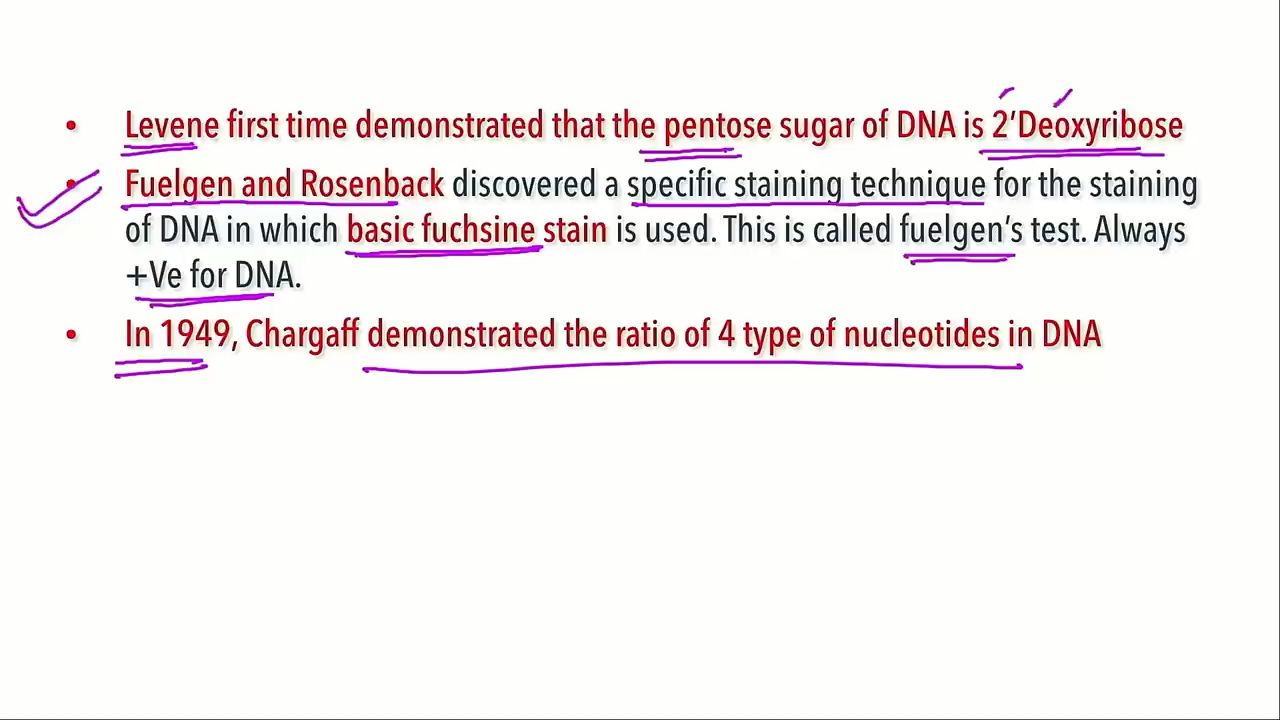 • Levene first time demonstrated that the pentose sugar of DNA is 2'Deoxyribose
• Fuelgen and Rosenback discovered a specific staining technique for the staining
of DNA in which basic fuchsine stain is used. This is called fuelgen's test. Always
+Ve for DNA.
• In 1949, Chargaff demonstrated the ratio of 4 type of nucleotides in DNA